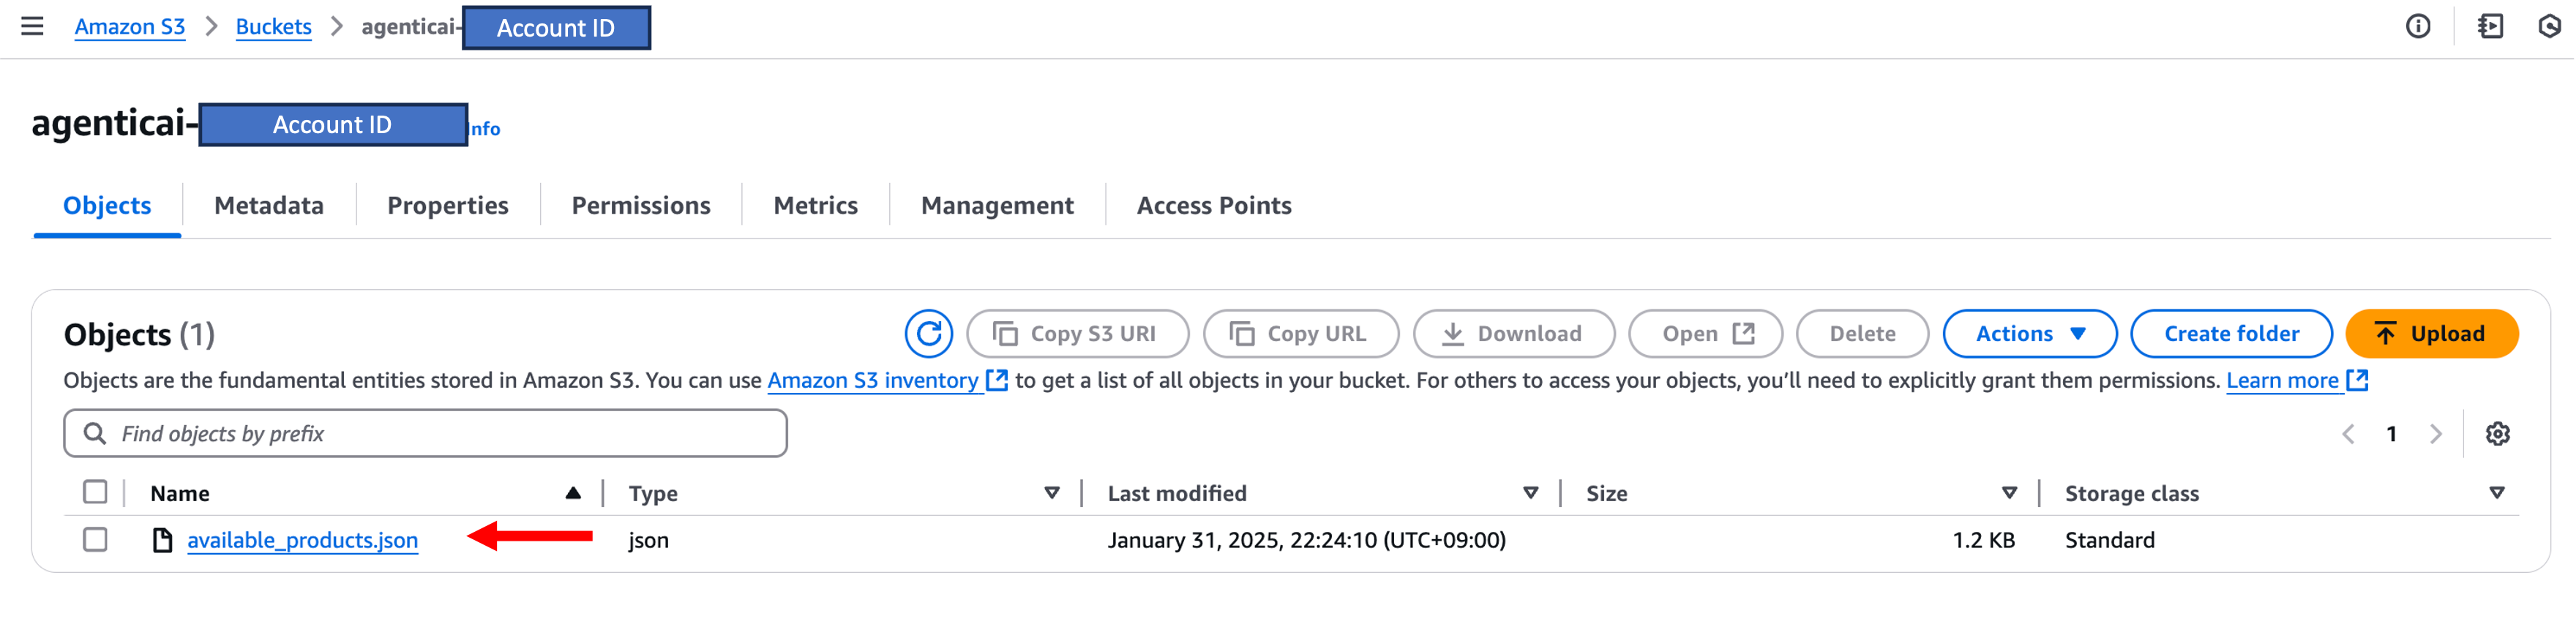 Amazon S3 > Buckets > agenticai- Account ID
agenticai- Account ID nfo
Objects Metadata Properties Permissions Metrics Management Access Points
Objects (1) Copy S3 URI Copy URL Download Open Delete Actions Create folder Upload
Objects are the fundamental entities stored in Amazon S3. You can use Amazon S3 inventory to get a list of all objects in your bucket. For others to access your objects, you’ll need to explicitly grant them permissions. Learn more
Find objects by prefix 1
Name Type Last modified Size Storage class
available_products.json json January 31, 2025, 22:24:10 (UTC+09:00) 1.2 KB Standard